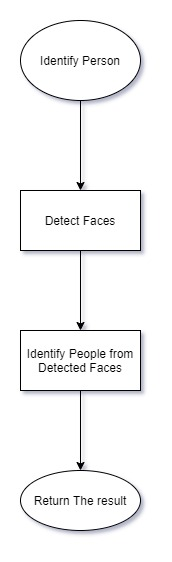 Identify Person
Detect Faces
Identify People from
Detected Faces
Return The result